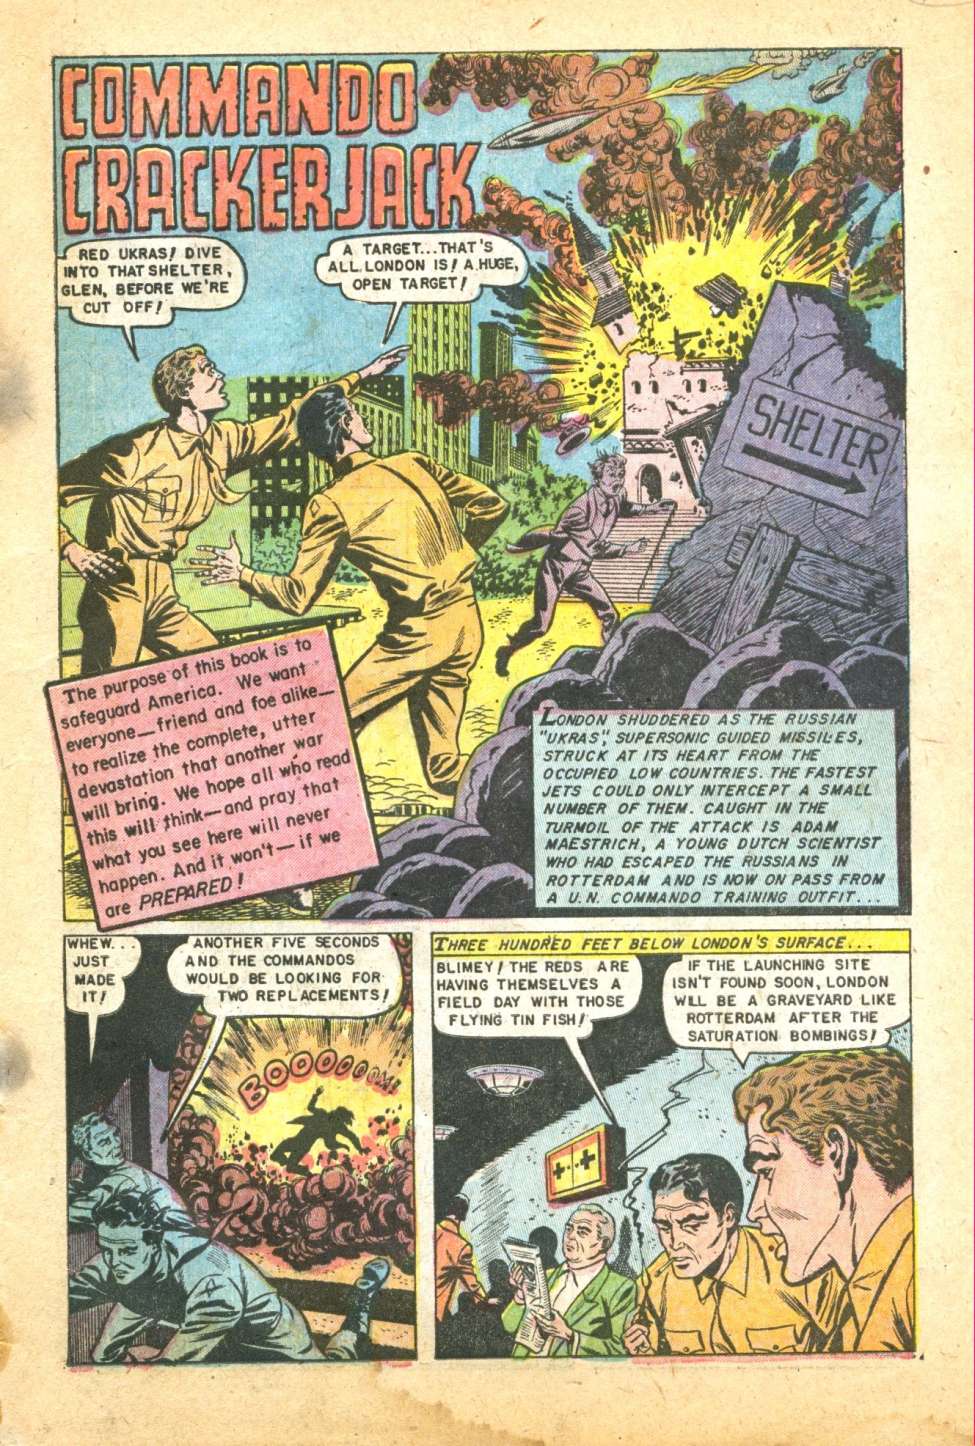 COMMANDO
CRACKERJACK
RED UKRAS! DIVE
INTO THAT SHELTER,
GLEN, BEFORE WE'RE
CUT OFF!
A TARGET...THAT'S
ALL LONDON IS! A HUGE,
OPEN TARGET!
SHELTER
The purpose of this book is to
safeguard America. We want
everyone—friend and foe alike—
to realize the complete, utter
devastation that another war
will bring. We hope all who read
this will think—and pray that
what you see here will never
happen. And it won't—if we
are PREPARED!
LONDON SHUDDERED AS THE RUSSIAN
"UKRAS", SUPERSONIC GUIDED MISSILES,
STRUCK AT ITS HEART FROM THE
OCCUPIED LOW COUNTRIES. THE FASTEST
JETS COULD ONLY INTERCEPT A SMALL
NUMBER OF THEM. CAUGHT IN THE
TURMOIL OF THE ATTACK IS ADAM
MAESTRICH, A YOUNG DUTCH SCIENTIST
WHO HAD ESCAPED THE RUSSIANS IN
ROTTERDAM AND IS NOW ON PASS FROM
A U.N. COMMANDO TRAINING OUTFIT...
WHEW...
JUST
MADE
IT!
ANOTHER FIVE SECONDS
AND THE COMMANDOS
WOULD BE LOOKING FOR
TWO REPLACEMENTS!
BOOOOOOM!
THREE HUNDRED FEET BELOW LONDON'S SURFACE...
BLIMEY! THE REDS ARE
HAVING THEMSELVES A
FIELD DAY WITH THOSE
FLYING TIN FISH!
IF THE LAUNCHING SITE
ISN'T FOUND SOON, LONDON
WILL BE A GRAVEYARD LIKE
ROTTERDAM AFTER THE
SATURATION BOMBINGS!